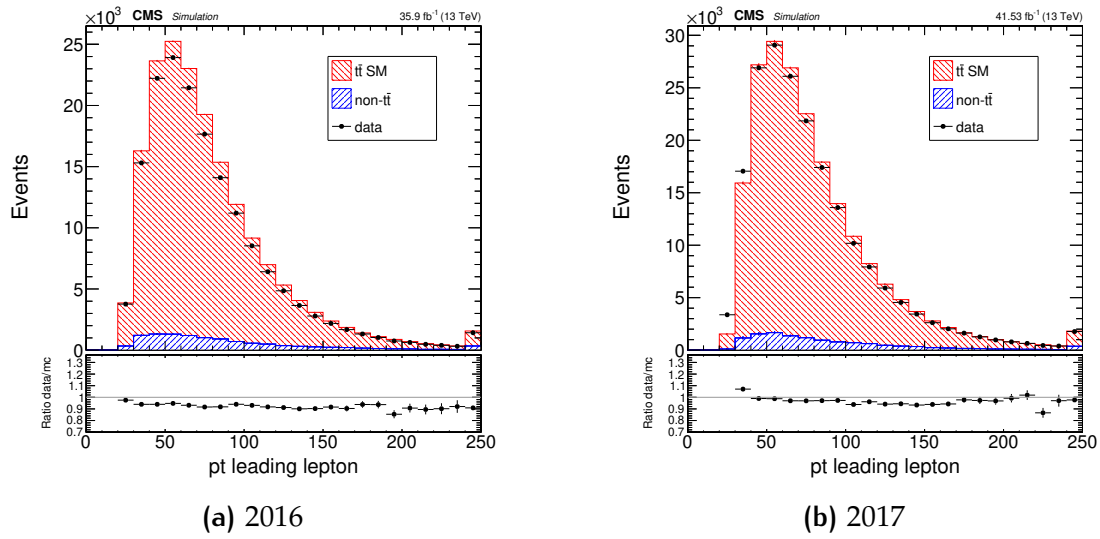 ×10³ CMS Simulation 35.9 fb⁻¹ (13 TeV)
25
20
15
10
5
0
Events
tt̄ SM
non-tt̄
data
1.3
1.2
1.1
1
0.9
0.8
0.7
Ratio data/mc
0 50 100 150 200 250
pt leading lepton
(a) 2016
×10³ CMS Simulation 41.53 fb⁻¹ (13 TeV)
30
25
20
15
10
5
0
Events
tt̄ SM
non-tt̄
data
1.3
1.2
1.1
1
0.9
0.8
0.7
Ratio data/mc
0 50 100 150 200 250
pt leading lepton
(b) 2017